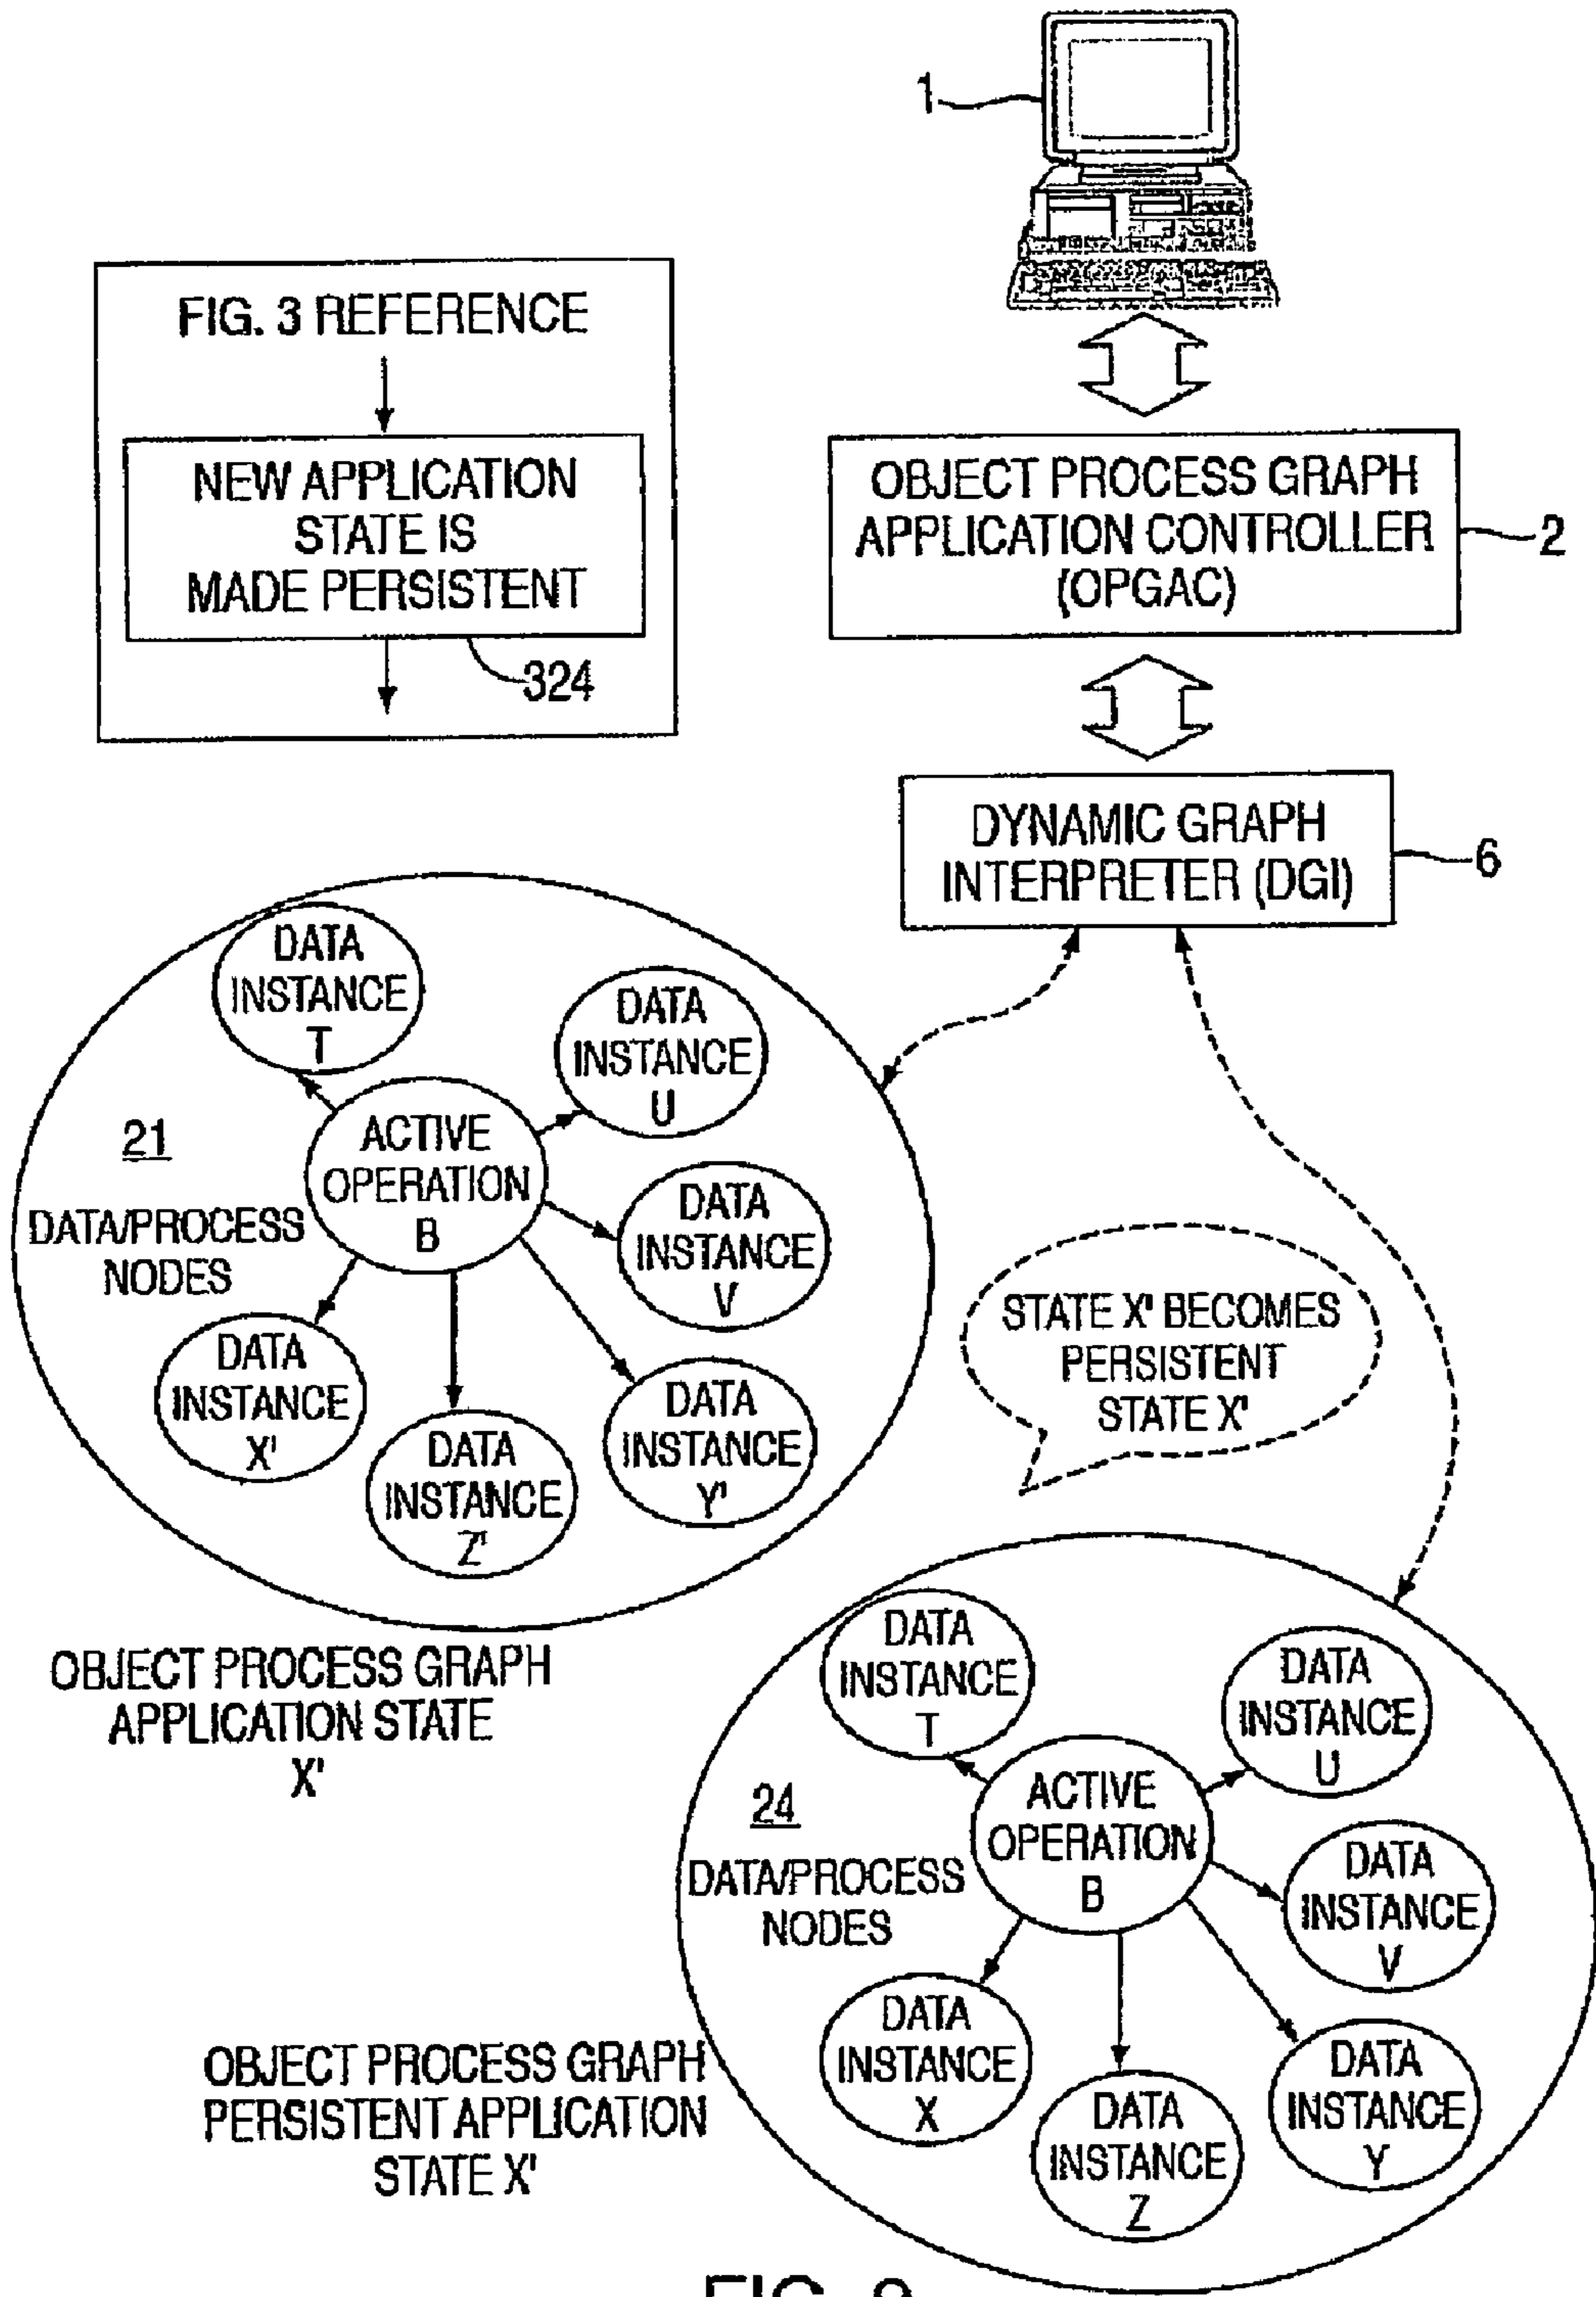 1
FIG. 3 REFERENCE
NEW APPLICATION
STATE IS
MADE PERSISTENT
324
OBJECT PROCESS GRAPH
APPLICATION CONTROLLER
(OPGAC)
2
DYNAMIC GRAPH
INTERPRETER (DGI)
6
DATA
INSTANCE
T
DATA
INSTANCE
U
21
DATA/PROCESS
NODES
ACTIVE
OPERATION
B
DATA
INSTANCE
V
DATA
INSTANCE
X'
DATA
INSTANCE
Z'
DATA
INSTANCE
Y'
STATE X' BECOMES
PERSISTENT
STATE X'
OBJECT PROCESS GRAPH
APPLICATION STATE
X'
DATA
INSTANCE
T
DATA
INSTANCE
U
24
DATA/PROCESS
NODES
ACTIVE
OPERATION
B
DATA
INSTANCE
V
DATA
INSTANCE
X
DATA
INSTANCE
Z
DATA
INSTANCE
Y
OBJECT PROCESS GRAPH
PERSISTENT APPLICATION
STATE X'
FIG.